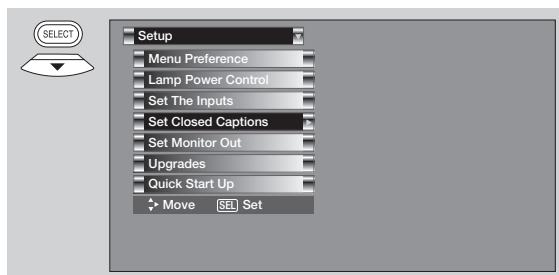 SELECT
Setup
Menu Preference
Lamp Power Control
Set The Inputs
Set Closed Captions
Set Monitor Out
Upgrades
Quick Start Up
Move SEL Set